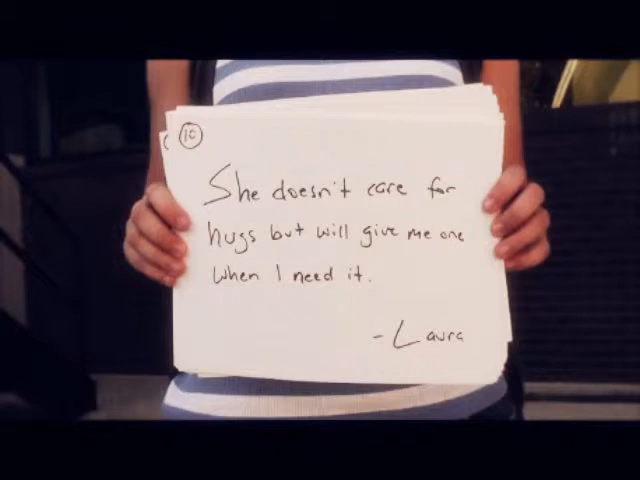 10
She doesn't care for
hugs but will give me one
when I need it.
- Laura